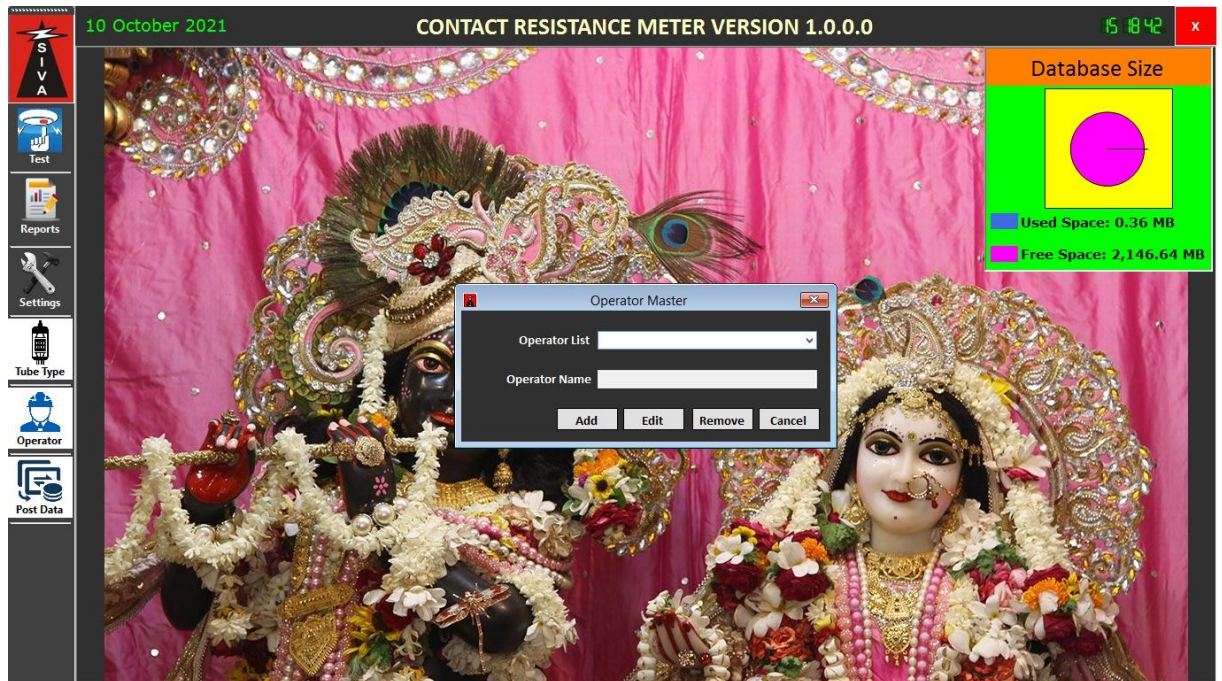 10 October 2021
CONTACT RESISTANCE METER VERSION 1.0.0.0
15 18 42
x
S
I
V
A
Test
Reports
Settings
Tube Type
Operator
Post Data
Database Size
Used Space: 0.36 MB
Free Space: 2,146.64 MB
Operator Master
Operator List
Operator Name
Add Edit Remove Cancel